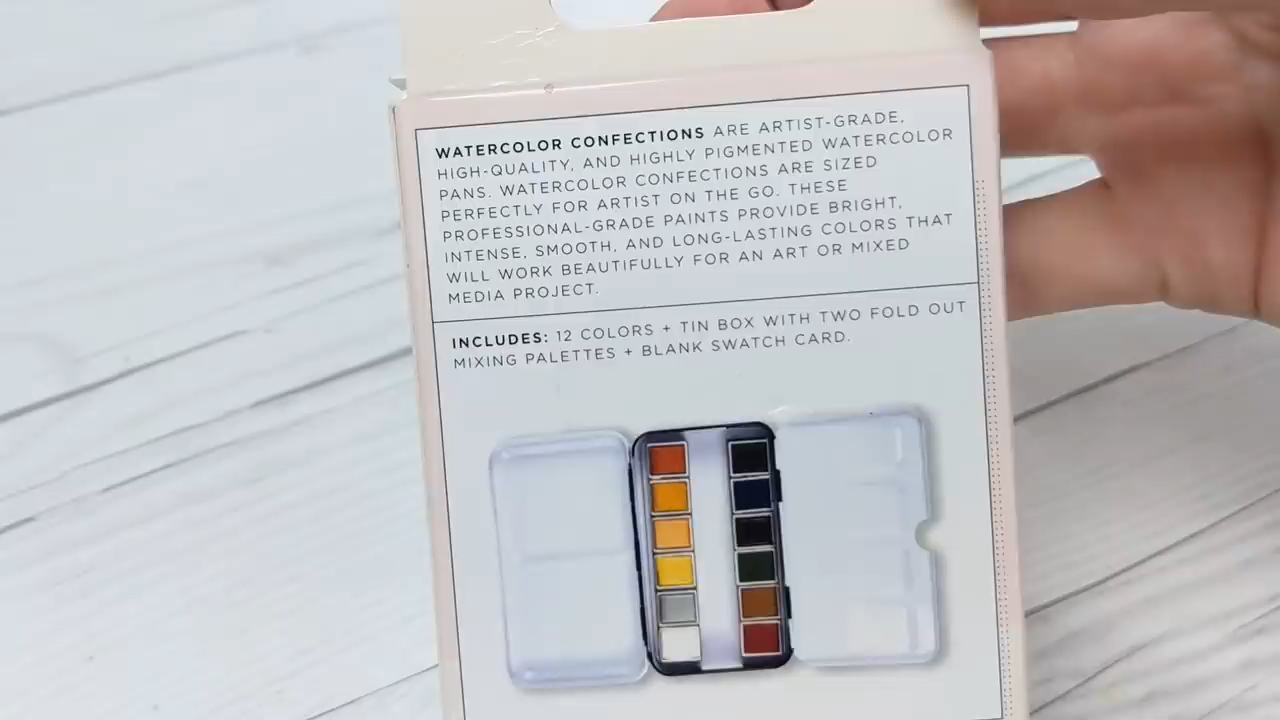 WATERCOLOR CONFECTIONS ARE ARTIST-GRADE,
HIGH-QUALITY, AND HIGHLY PIGMENTED WATERCOLOR
PANS. WATERCOLOR CONFECTIONS ARE SIZED
PERFECTLY FOR ARTIST ON THE GO. THESE
PROFESSIONAL-GRADE PAINTS PROVIDE BRIGHT,
INTENSE, SMOOTH, AND LONG-LASTING COLORS THAT
WILL WORK BEAUTIFULLY FOR AN ART OR MIXED
MEDIA PROJECT.
INCLUDES: 12 COLORS + TIN BOX WITH TWO FOLD OUT
MIXING PALETTES + BLANK SWATCH CARD.